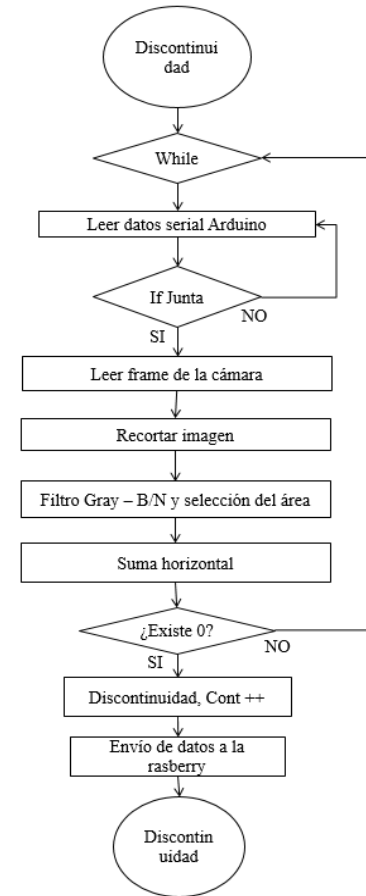 Discontinui
dad
While
Leer datos serial Arduino
If Junta
NO
SI
Leer frame de la cámara
Recortar imagen
Filtro Gray – B/N y selección del área
Suma horizontal
¿Existe 0?
NO
SI
Discontinuidad, Cont ++
Envío de datos a la
rasberry
Discontin
uidad